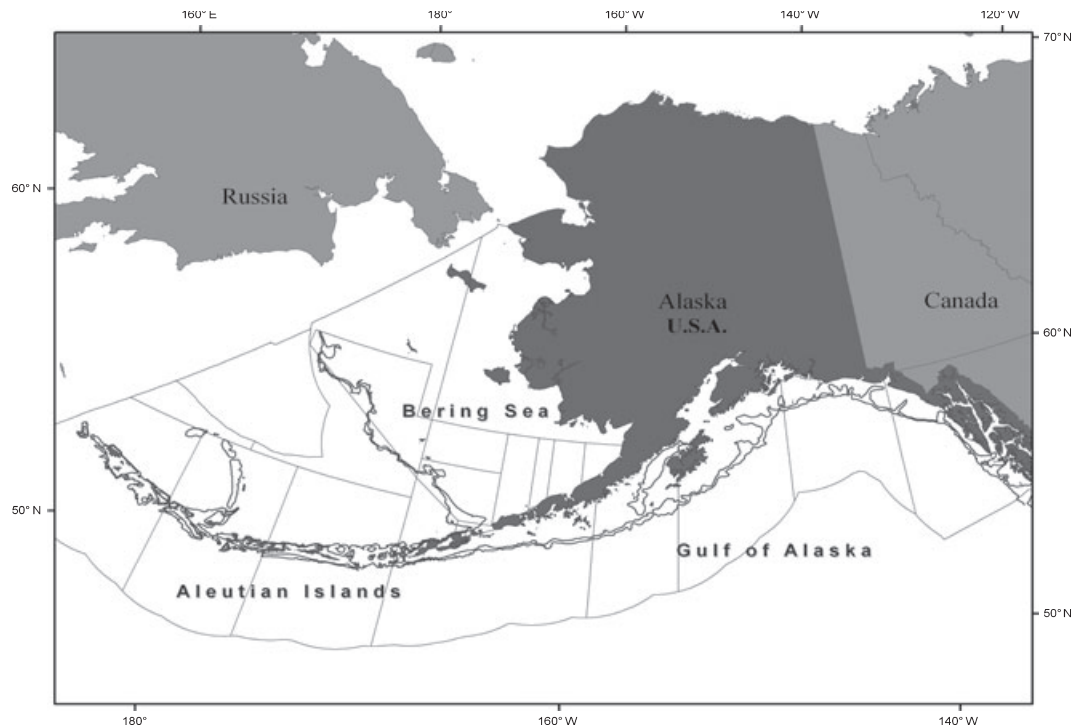 160° E 180° 160° W 140° W 120° W
70° N
60° N
Russia
Alaska
U.S.A.
Canada
60° N
Bering Sea
50° N
Gulf of Alaska
Aleutian Islands
50° N
180° 160° W 140° W